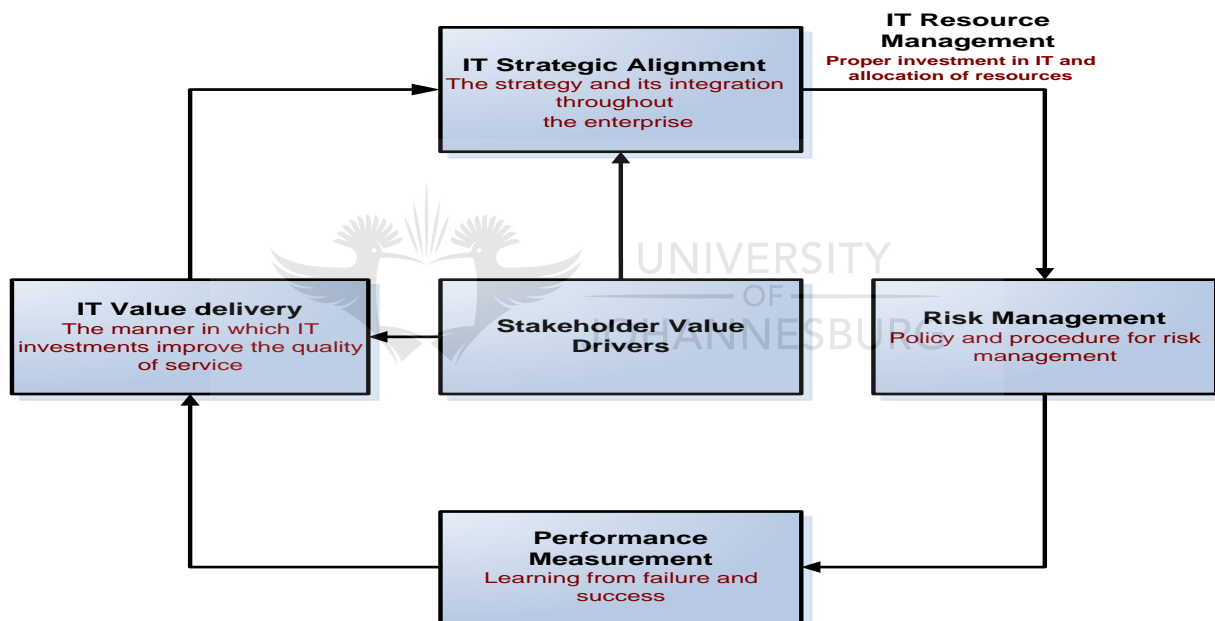 IT Resource
Management
Proper investment in IT and
allocation of resources
IT Strategic Alignment
The strategy and its integration
throughout
the enterprise
UNIVERSITY
OF
JOHANNESBURG
IT Value delivery
The manner in which IT
investments improve the quality
of service
Stakeholder Value
Drivers
Risk Management
Policy and procedure for risk
management
Performance
Measurement
Learning from failure and
success